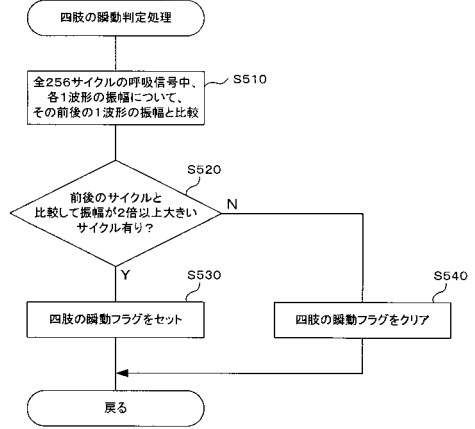 四肢の瞬動判定処理
S510
全256サイクルの呼吸信号中、
各1波形の振幅について、
その前後の1波形の振幅と比較
S520
前後のサイクルと
比較して振幅が2倍以上大きい
サイクル有り？
N
Y
S530
四肢の瞬動フラグをセット
S540
四肢の瞬動フラグをクリア
戻る